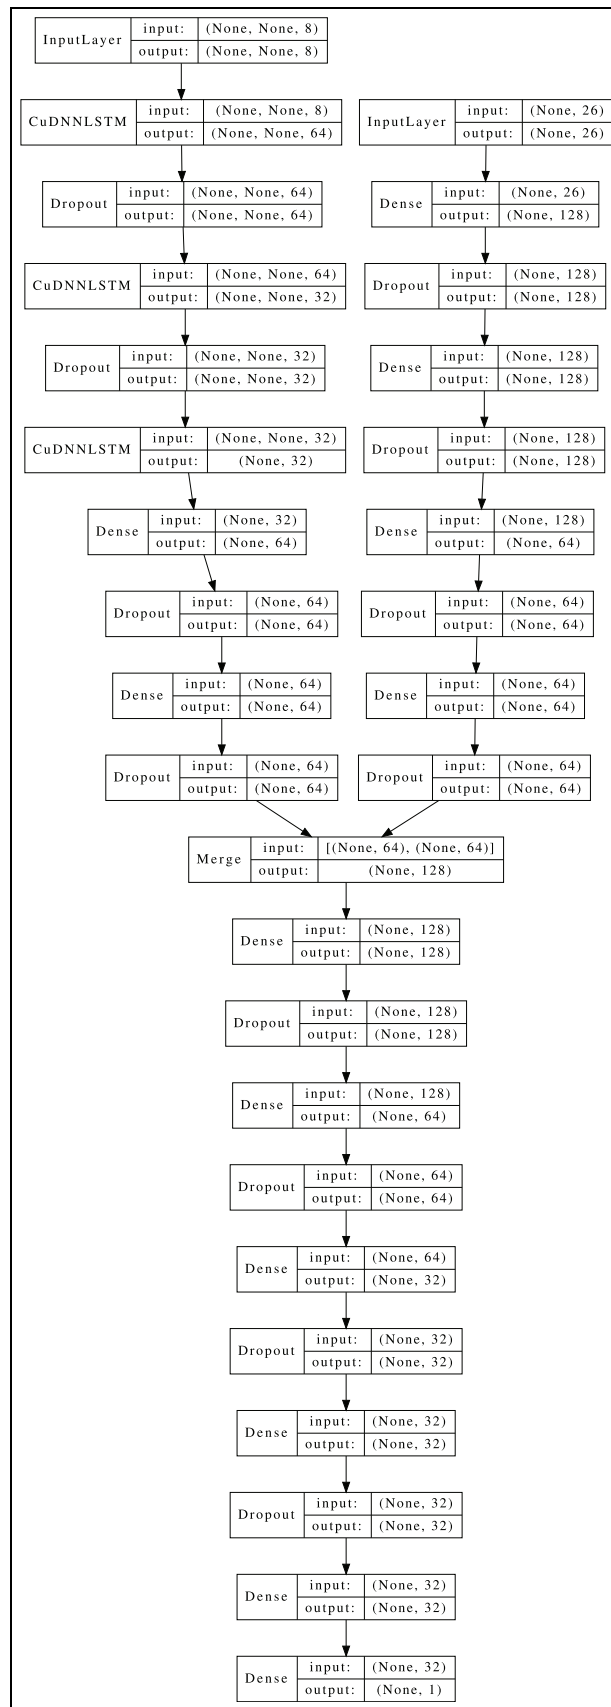 InputLayer
input: (None, None, 8)
output: (None, None, 8)
CuDNNLSTM
input: (None, None, 8)
output: (None, None, 64)
Dropout
input: (None, None, 64)
output: (None, None, 64)
CuDNNLSTM
input: (None, None, 64)
output: (None, None, 32)
Dropout
input: (None, None, 32)
output: (None, None, 32)
CuDNNLSTM
input: (None, None, 32)
output: (None, 32)
Dense
input: (None, 32)
output: (None, 64)
Dropout
input: (None, 64)
output: (None, 64)
Dense
input: (None, 64)
output: (None, 64)
Dropout
input: (None, 64)
output: (None, 64)
InputLayer
input: (None, 26)
output: (None, 26)
Dense
input: (None, 26)
output: (None, 128)
Dropout
input: (None, 128)
output: (None, 128)
Dense
input: (None, 128)
output: (None, 128)
Dropout
input: (None, 128)
output: (None, 128)
Dense
input: (None, 128)
output: (None, 64)
Dropout
input: (None, 64)
output: (None, 64)
Dense
input: (None, 64)
output: (None, 64)
Dropout
input: (None, 64)
output: (None, 64)
Merge
input: [(None, 64), (None, 64)]
output: (None, 128)
Dense
input: (None, 128)
output: (None, 128)
Dropout
input: (None, 128)
output: (None, 128)
Dense
input: (None, 128)
output: (None, 64)
Dropout
input: (None, 64)
output: (None, 64)
Dense
input: (None, 64)
output: (None, 32)
Dropout
input: (None, 32)
output: (None, 32)
Dense
input: (None, 32)
output: (None, 32)
Dropout
input: (None, 32)
output: (None, 32)
Dense
input: (None, 32)
output: (None, 32)
Dense
input: (None, 32)
output: (None, 1)